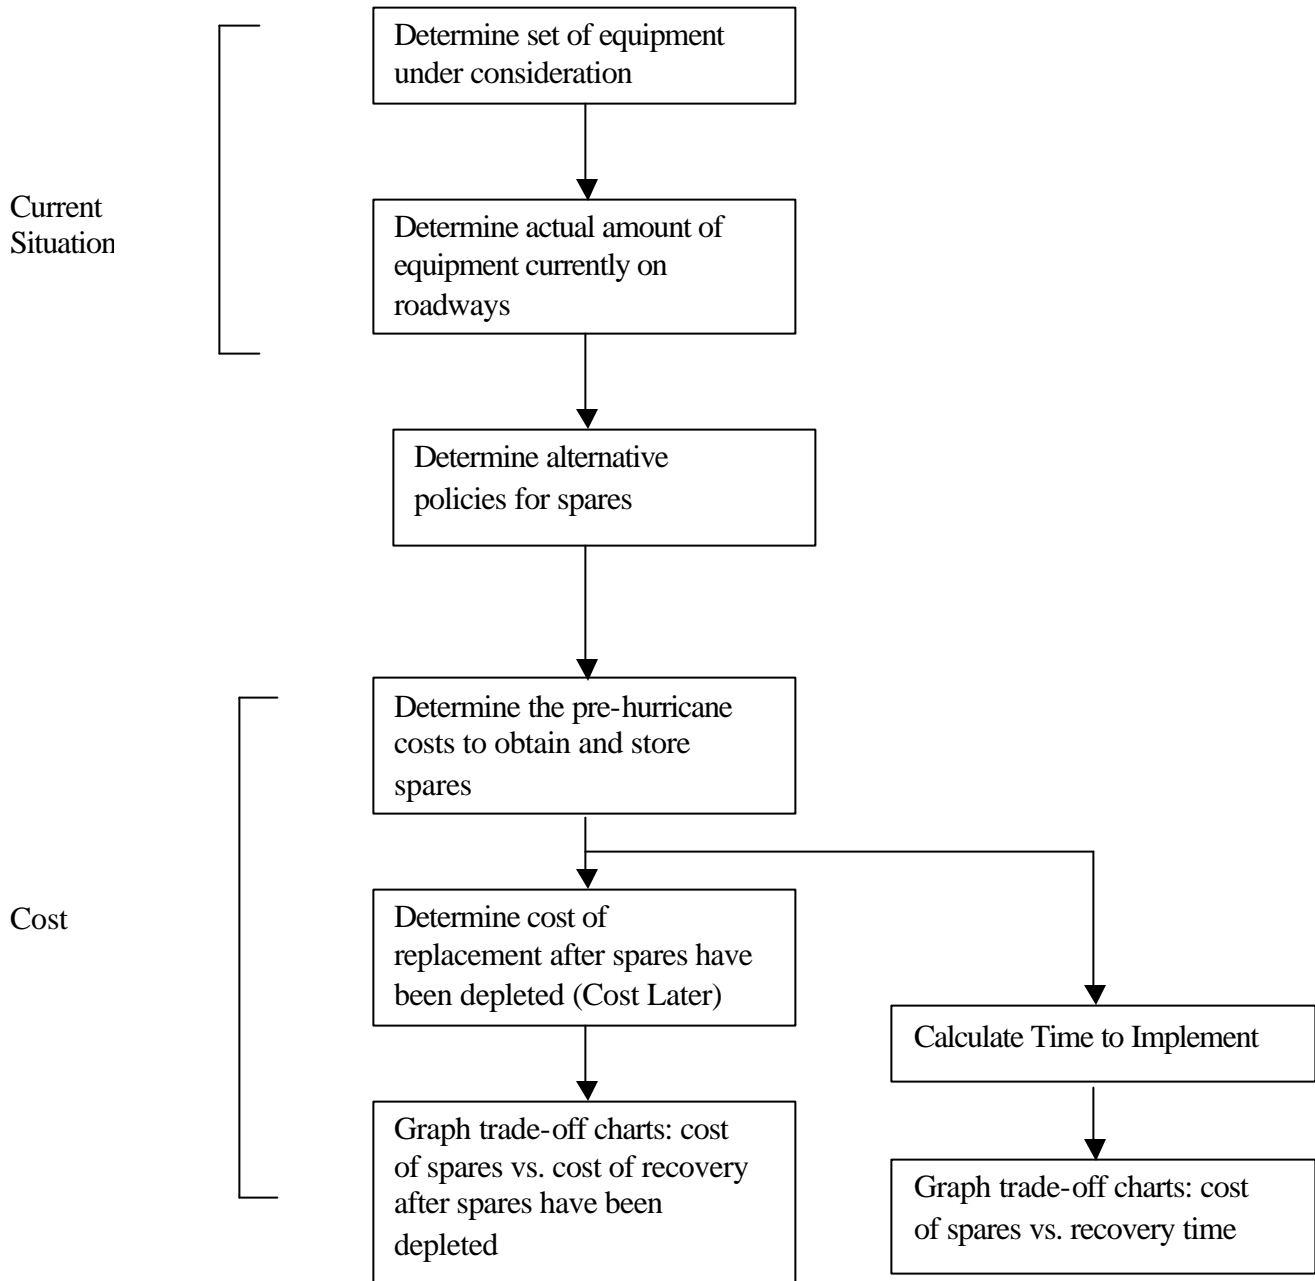 Determine set of equipment
under consideration
Current
Situation
Determine actual amount of
equipment currently on
roadways
Determine alternative
policies for spares
Determine the pre-hurricane
costs to obtain and store
spares
Cost
Determine cost of
replacement after spares have
been depleted (Cost Later)
Calculate Time to Implement
Graph trade-off charts: cost
of spares vs. cost of recovery
after spares have been
depleted
Graph trade-off charts: cost
of spares vs. recovery time